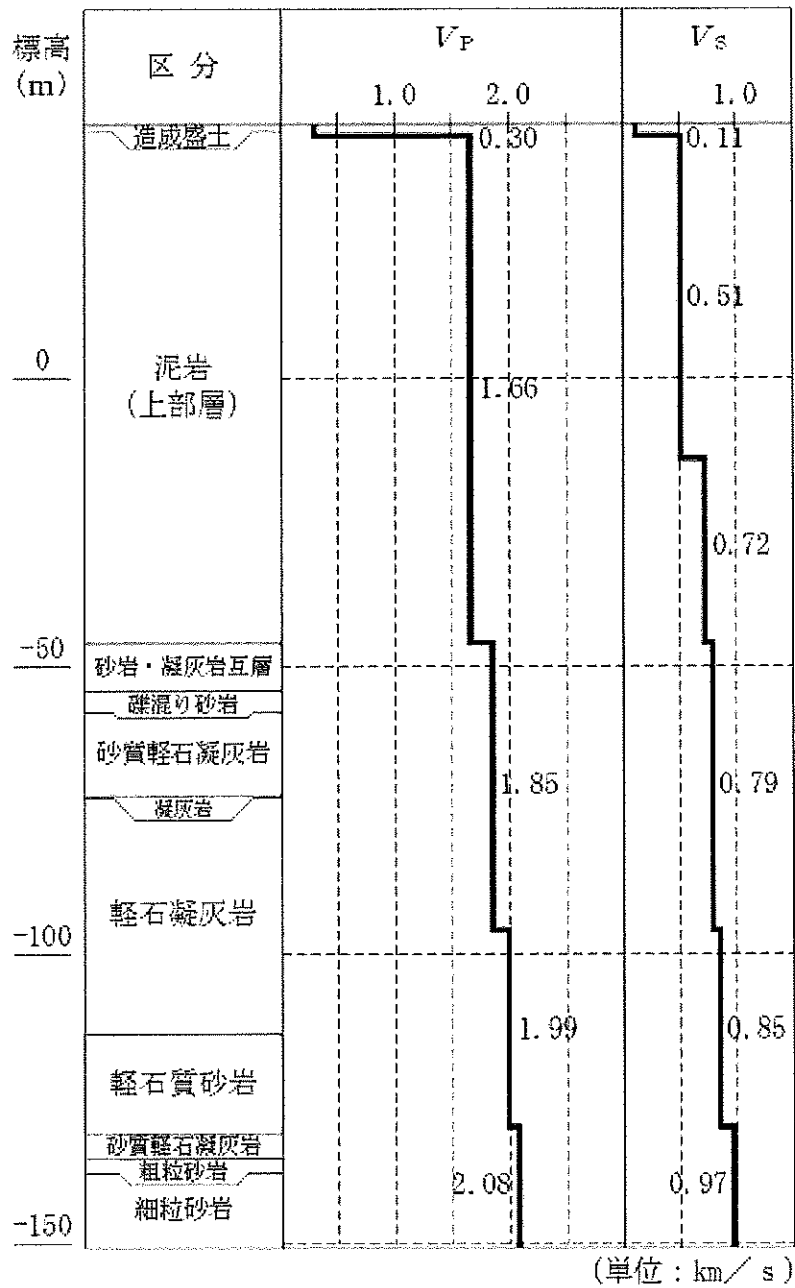 標高
(m)
区 分
VP
VS
1.0
2.0
1.0
造成盛土
0.30
0.11
0.51
0
泥岩
(上部層)
1.66
0.72
-50
砂岩・凝灰岩互層
礫混り砂岩
砂質軽石凝灰岩
1.85
0.79
凝灰岩
軽石凝灰岩
-100
1.99
0.85
軽石質砂岩
砂質軽石凝灰岩
粗粒砂岩
2.08
0.97
細粒砂岩
-150
(単位：km／s)